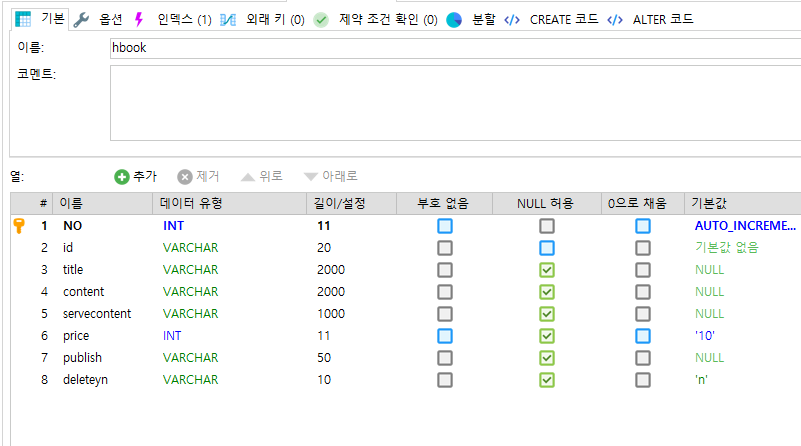 기본 옵션 인덱스 (1) 외래 키 (0) 제약 조건 확인 (0) 분할 CREATE 코드 ALTER 코드
이름: hbook
코멘트:
열: 추가 제거 위로 아래로
# 이름 데이터 유형 길이/설정 부호 없음 NULL 허용 0으로 채움 기본값
1 NO INT 11 AUTO_INCREME...
2 id VARCHAR 20 기본값 없음
3 title VARCHAR 2000 NULL
4 content VARCHAR 2000 NULL
5 servecontent VARCHAR 1000 NULL
6 price INT 11 '10'
7 publish VARCHAR 50 NULL
8 deleteyn VARCHAR 10 'n'